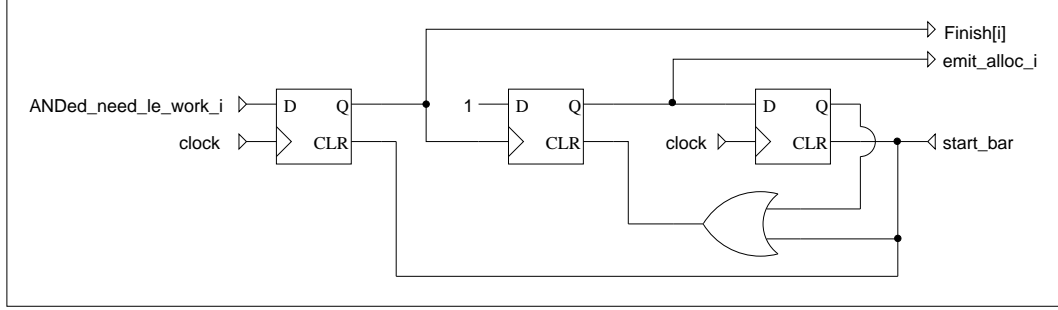 Finish[i]
emit_alloc_i
ANDed_need_le_work_i
D Q
1
D Q
D Q
clock
CLR
CLR
clock
CLR
start_bar